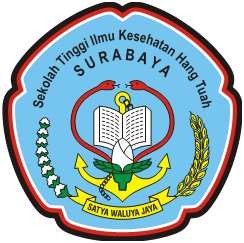 Sekolah Tinggi Ilmu Kesehatan Hang Tuah
SURABAYA
SATYA WALUYA JAYA